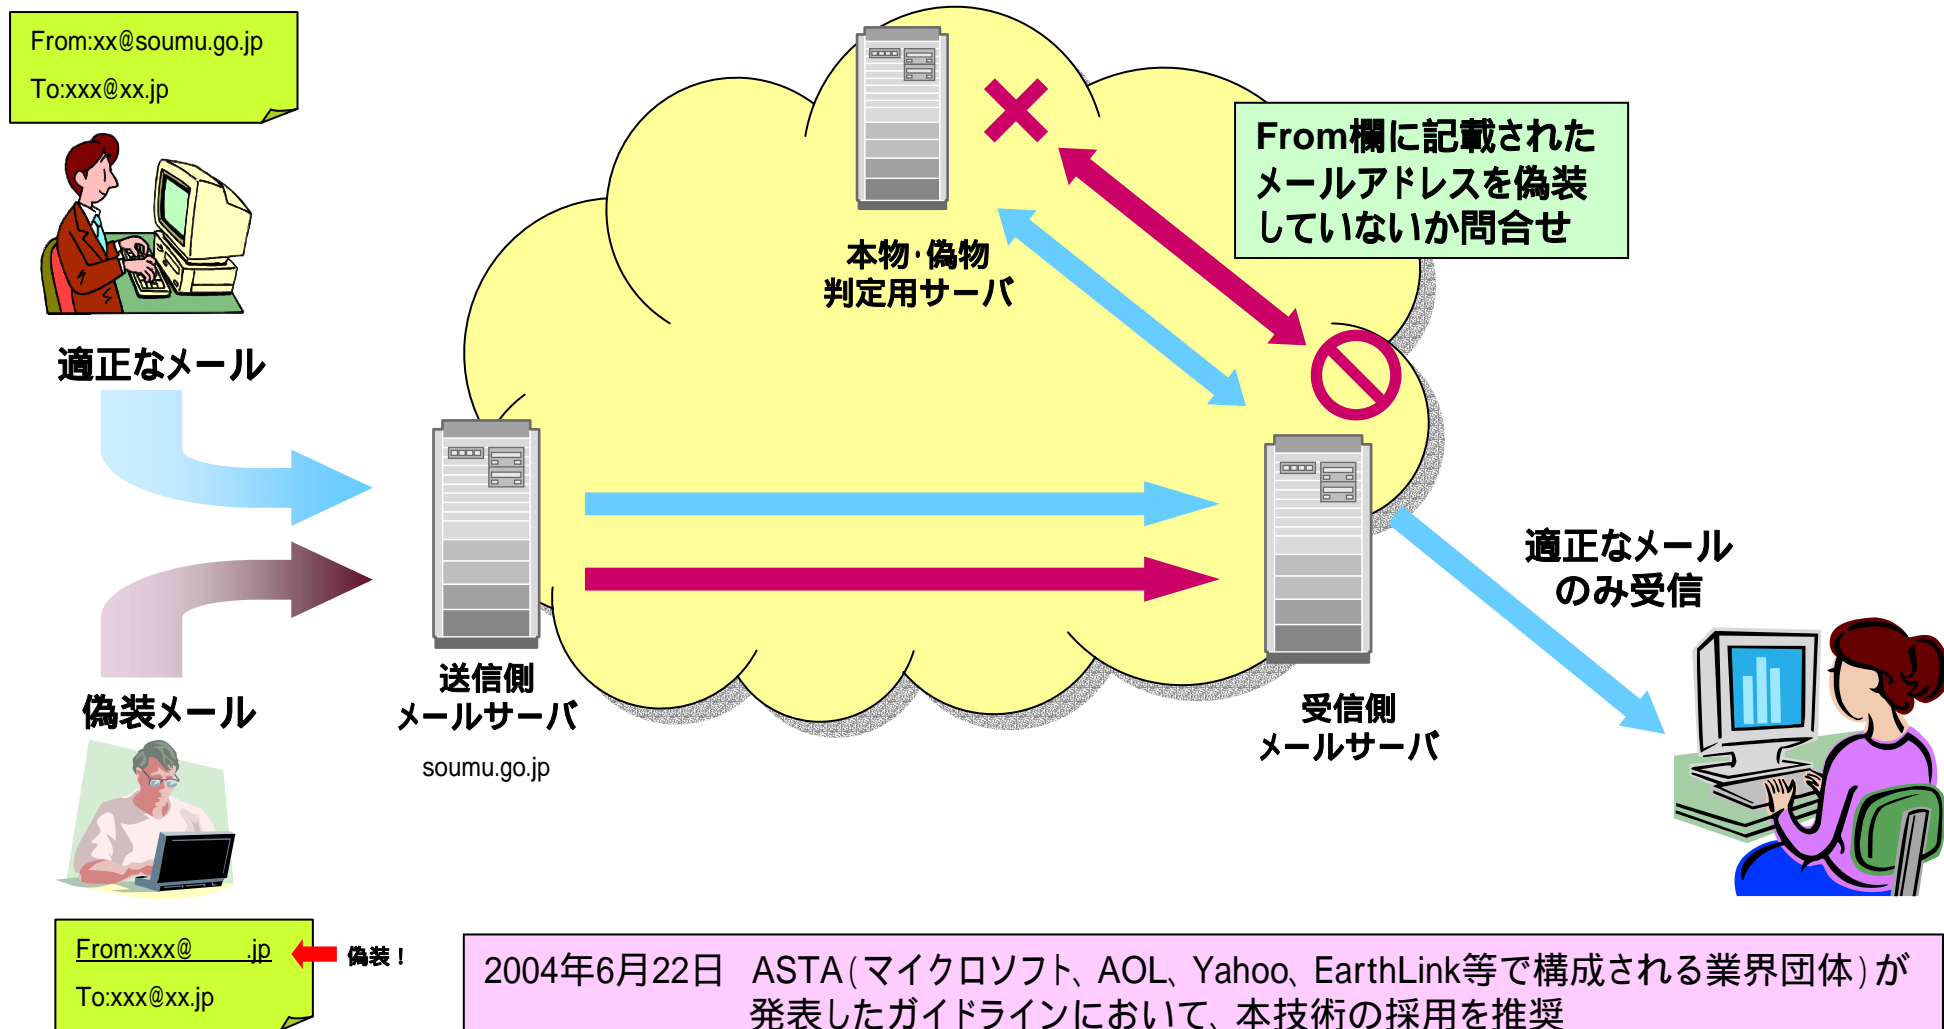 From:xx@soumu.go.jp
To:xxx@xx.jp
From欄に記載された
メールアドレスを偽装
していないか問合せ
本物・偽物
判定用サーバ
適正なメール
適正なメール
のみ受信
送信側
メールサーバ
soumu.go.jp
偽装メール
受信側
メールサーバ
From:xxx@ .jp
偽装！
To:xxx@xx.jp
2004年6月22日 ASTA(マイクロソフト、AOL、Yahoo、EarthLink等で構成される業界団体)が
発表したガイドラインにおいて、本技術の採用を推奨